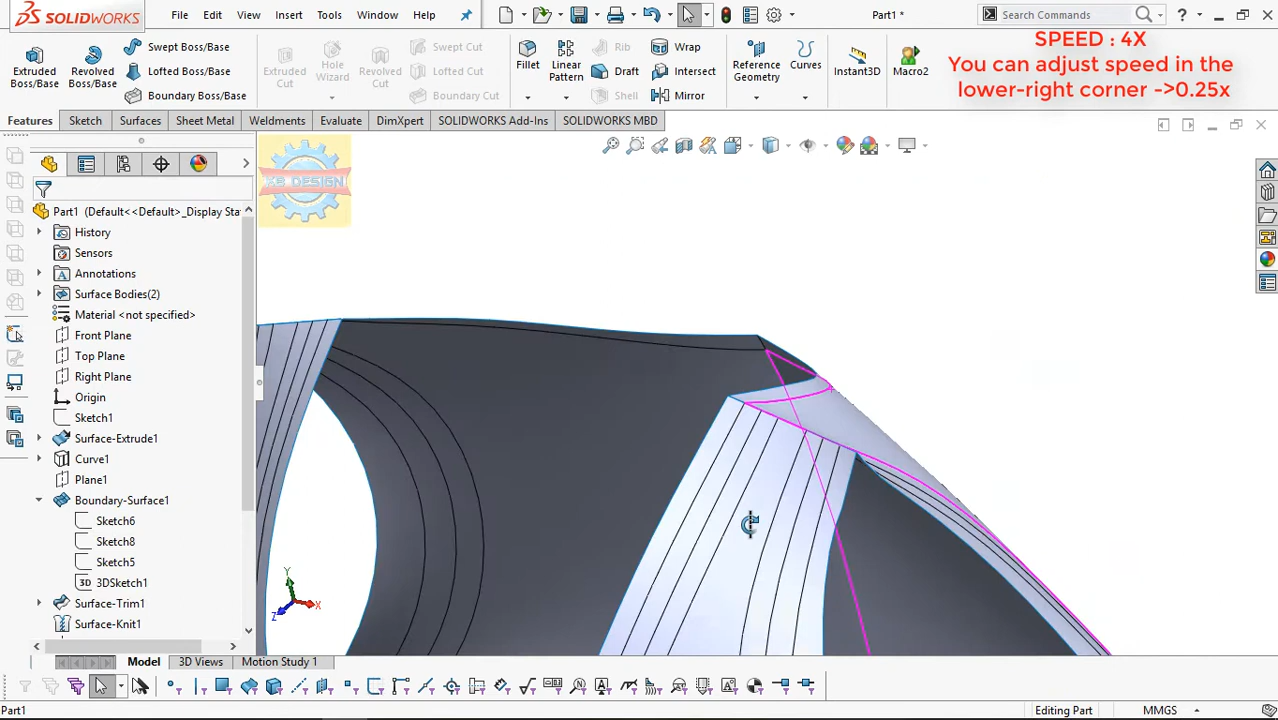 SOLIDWORKS
File Edit View Insert Tools Window Help
Part1 *
Search Commands
SPEED : 4X
You can adjust speed in the
lower-right corner ->0.25x
Extruded Boss/Base
Revolved Boss/Base
Swept Boss/Base
Lofted Boss/Base
Boundary Boss/Base
Extruded Cut
Hole Wizard
Revolved Cut
Swept Cut
Lofted Cut
Boundary Cut
Fillet
Linear Pattern
Rib
Draft
Shell
Wrap
Intersect
Mirror
Reference Geometry
Curves
Instant3D
Macro2
Features Sketch Surfaces Sheet Metal Weldments Evaluate DimXpert SOLIDWORKS Add-Ins SOLIDWORKS MBD
KB DESIGN
Part1 (Default<<Default>_Display Sta
History
Sensors
Annotations
Surface Bodies(2)
Material <not specified>
Front Plane
Top Plane
Right Plane
Origin
Sketch1
Surface-Extrude1
Curve1
Plane1
Boundary-Surface1
Sketch6
Sketch8
Sketch5
3D 3DSketch1
Surface-Trim1
Surface-Knit1
Y
X
Z
Model 3D Views Motion Study 1
Part1
Editing Part
MMGS